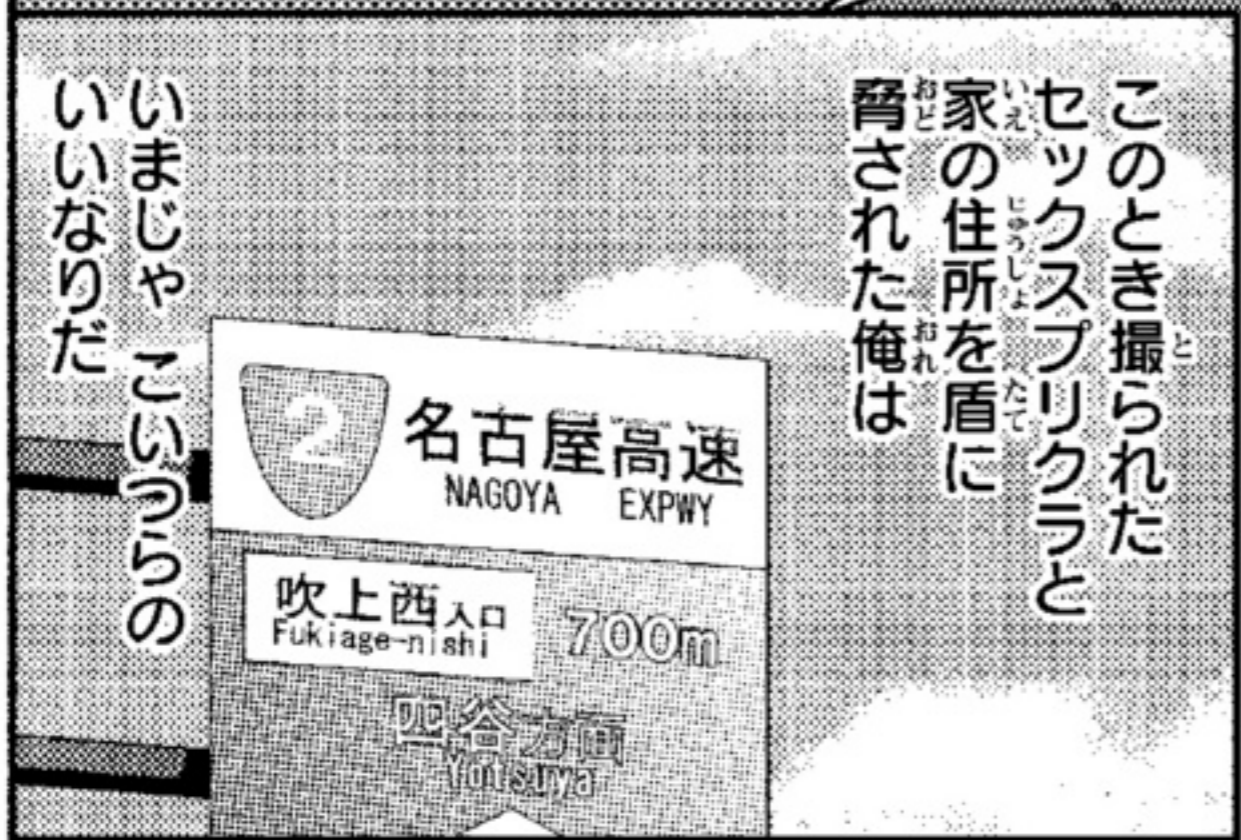 このとき撮られた
セックスプリクラと
家の住所を盾に
脅された俺は
いまじゃ こいつらの
いいなりだ
2
名古屋高速
NAGOYA EXPWY
吹上西入口
Fukiage-nishi
700m
四谷方面
Yotsuya